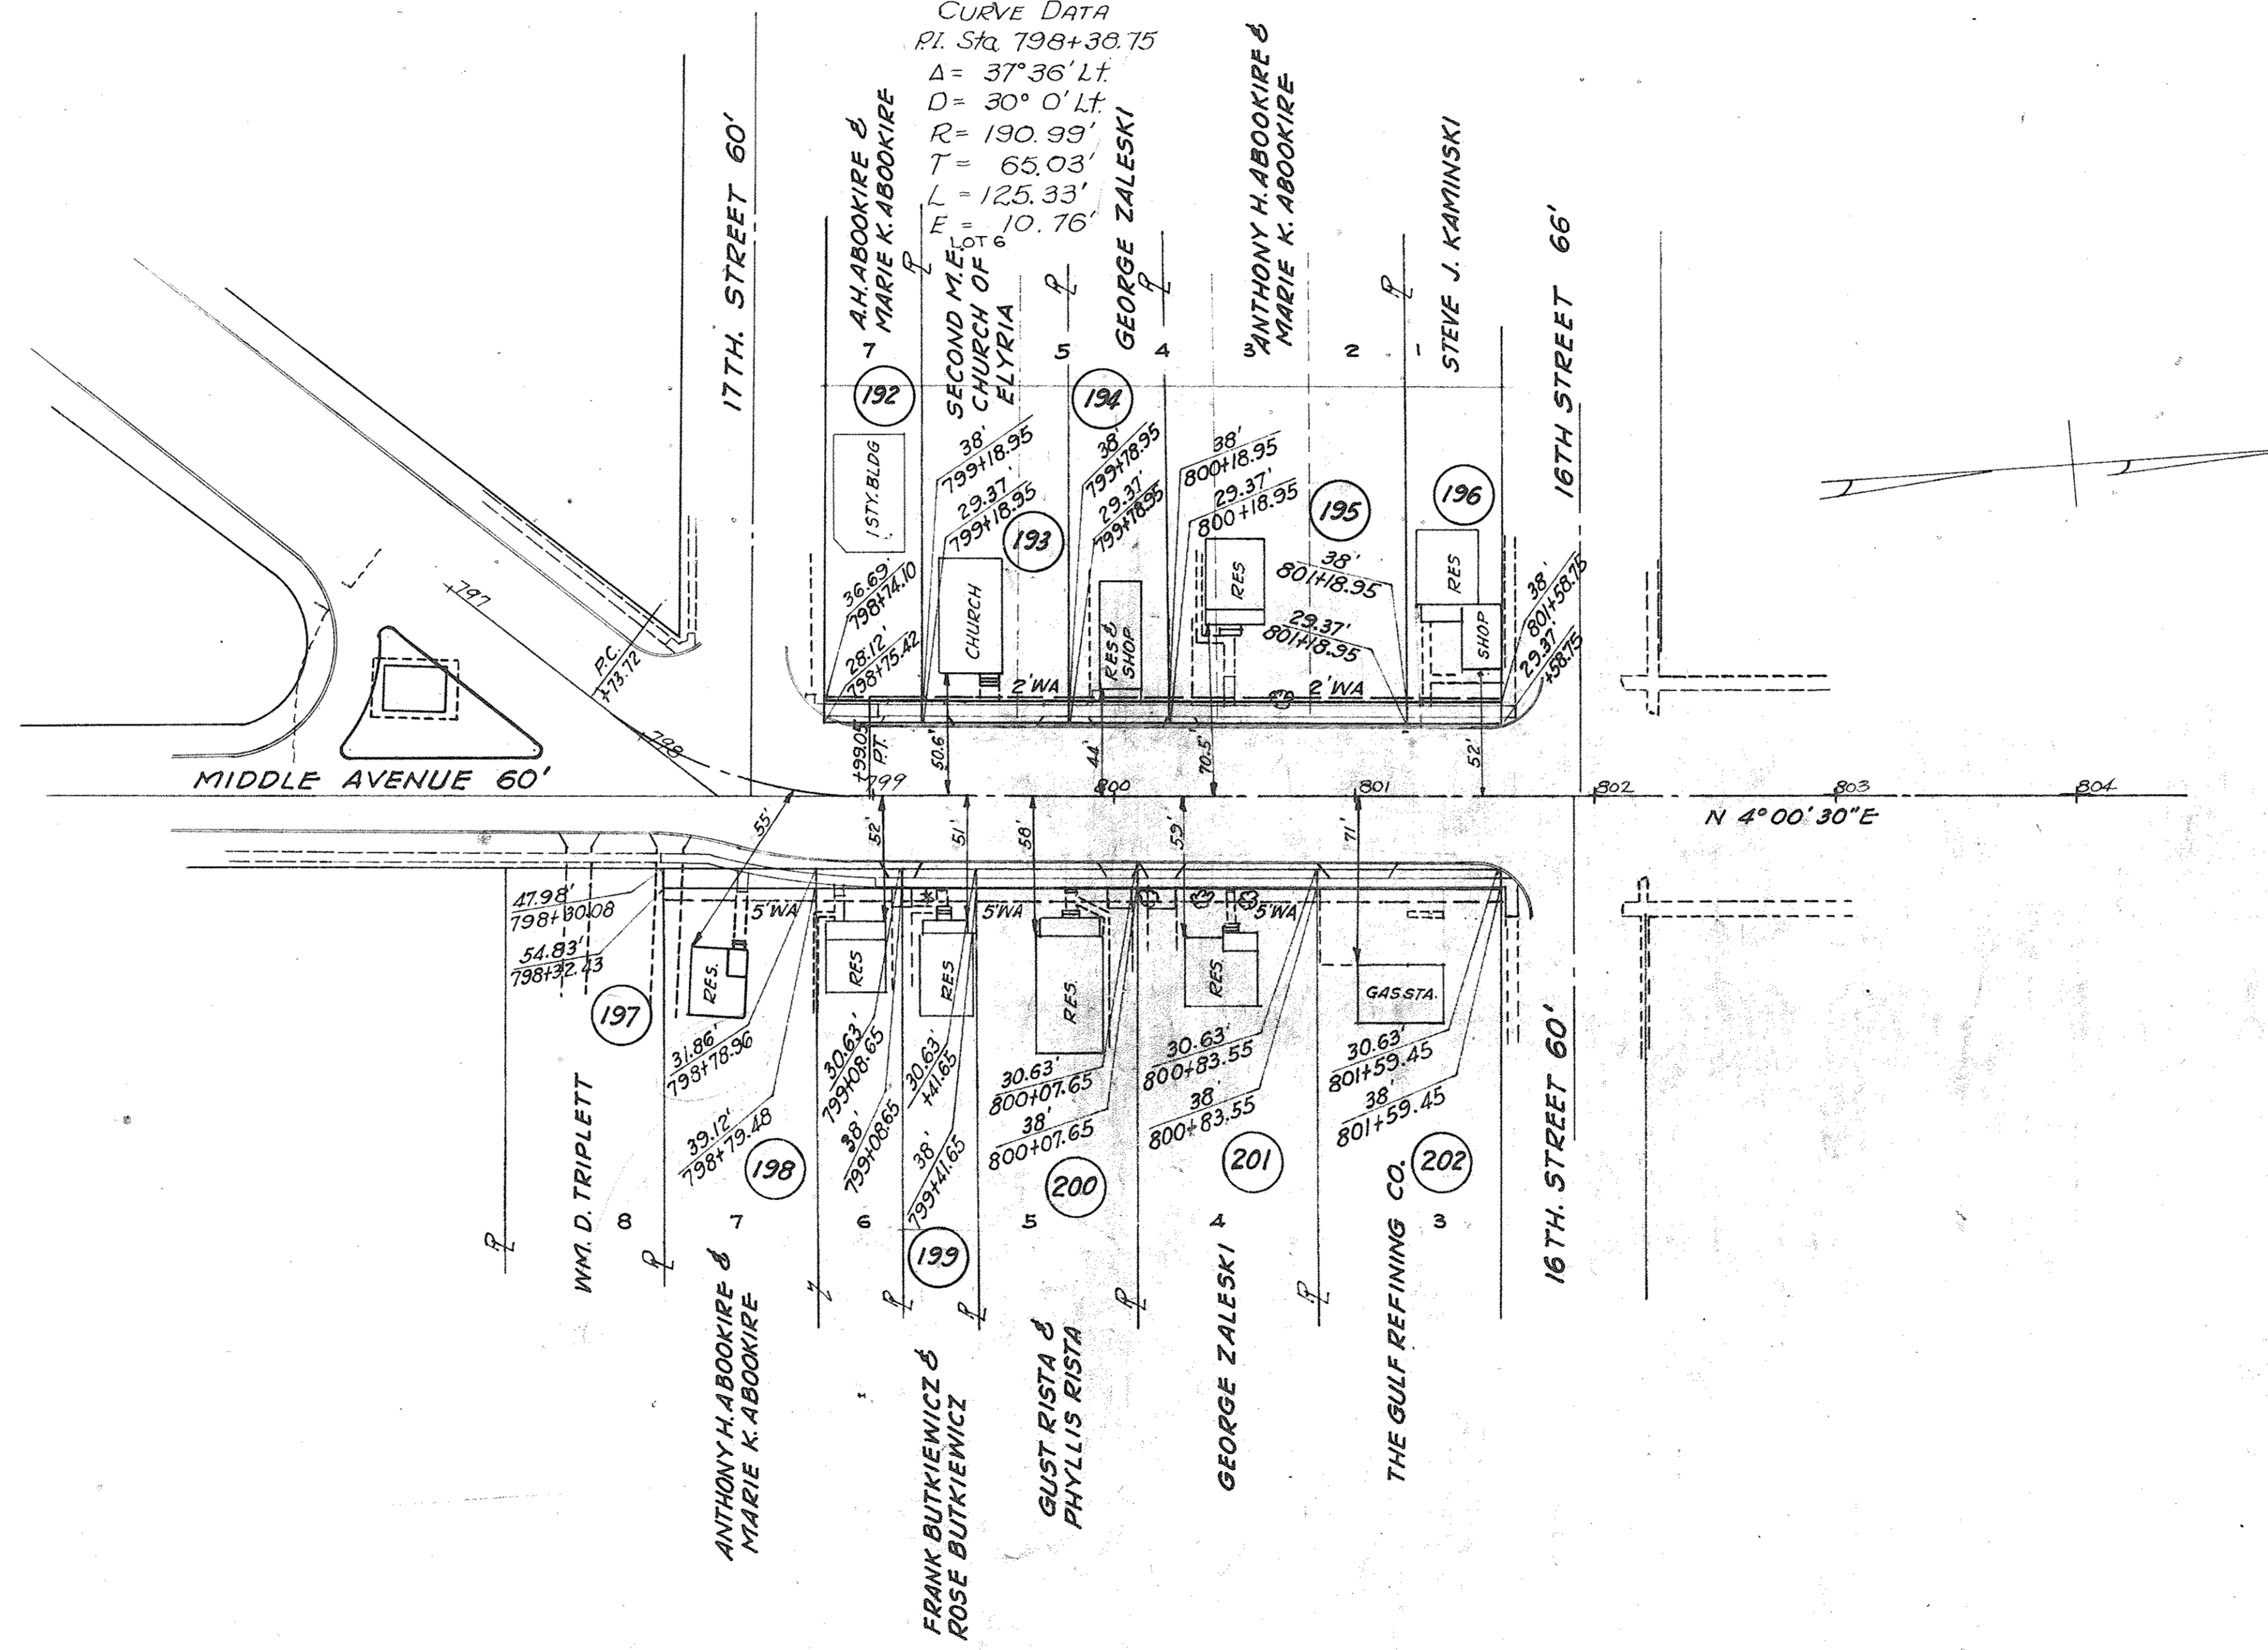 CURVE DATA
P.I. Sta. 798+38.75
Δ = 37°36' Lt.
D = 30° 0' Lt.
R = 190.99'
T = 65.03'
L = 125.33'
E = 10.76'
LOT 6
17TH. STREET 60'
A.H. ABOOKIRE &
MARIE K. ABOOKIRE
SECOND M.E.
CHURCH OF
ELYRIA
GEORGE ZALESKI
ANTHONY H. ABOOKIRE &
MARIE K. ABOOKIRE
STEVE J. KAMINSKI
16TH STREET 66'
7
5
4
3
2
1
192
193
194
195
196
1 STY. BLDG
CHURCH
RES &
SHOP
RES
RES
SHOP
36.69'
798+74.10
28.12'
798+75.42
38'
799+18.95
29.37'
799+18.95
38'
799+78.95
29.37'
799+78.95
38'
800+18.95
29.37'
800+18.95
38'
801+18.95
29.37'
801+18.95
38'
801+58.75
29.37'
+58.75
2'WA
2'WA
+797
P.C.
+73.72
+798
+99.05
P.T.
50.6'
44'
70.5'
52'
MIDDLE AVENUE 60'
799
800
801
802
803
804
N 4°00'30"E
55'
52'
51'
58'
59'
71'
5'WA
5'WA
5'WA
RES.
RES
RES
RES.
RES.
GAS STA.
47.98'
798+30.08
54.83'
798+32.43
31.86'
798+78.96
39.12'
798+79.48
30.63'
799+08.65
38'
799+08.65
30.63'
+41.65
38'
799+41.65
30.63'
800+07.65
38'
800+07.65
30.63'
800+83.55
38'
800+83.55
30.63'
801+59.45
38'
801+59.45
197
198
199
200
201
202
8
7
6
5
4
3
WM. D. TRIPLETT
ANTHONY H. ABOOKIRE &
MARIE K. ABOOKIRE
FRANK BUTKIEWICZ &
ROSE BUTKIEWICZ
GUST RISTA &
PHYLLIS RISTA
GEORGE ZALESKI
THE GULF REFINING CO.
16TH. STREET 60'